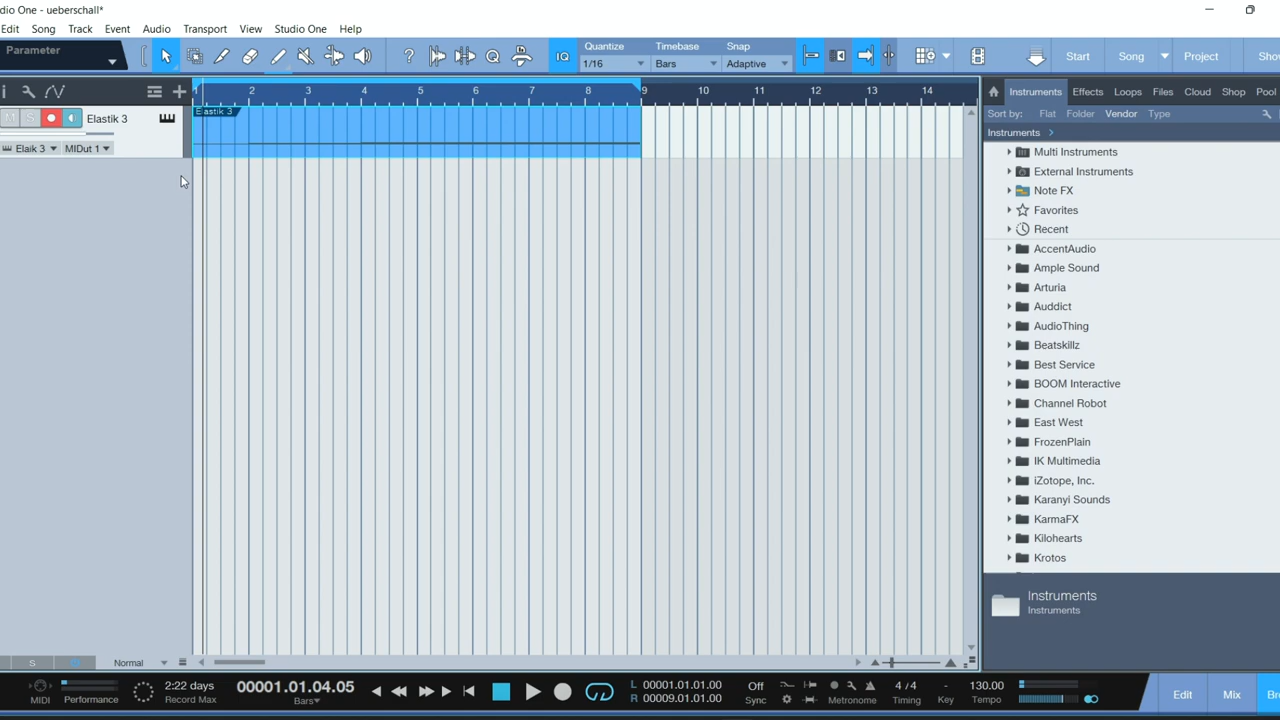 dio One - ueberschall*
Edit Song Track Event Audio Transport View Studio One Help
Parameter
Quantize Timebase Snap
IQ 1/16 Bars Adaptive Start Song Project
1 2 3 4 5 6 7 8 9 10 11 12 13 14
Instruments Effects Loops Files Cloud Shop Pool
Sort by: Flat Folder Vendor Type
Instruments
Elastik 3
M S Elastik 3
Elaik 3 MIDut 1
Multi Instruments
External Instruments
Note FX
Favorites
Recent
AccentAudio
Ample Sound
Arturia
Auddict
AudioThing
Beatskillz
Best Service
BOOM Interactive
Channel Robot
East West
FrozenPlain
IK Multimedia
iZotope, Inc.
Karanyi Sounds
KarmaFX
Kilohearts
Krotos
Instruments
Instruments
S Normal
MIDI Performance
2:22 days
Record Max
00001.01.04.05
Bars
L 00001.01.01.00
R 00009.01.01.00
Off
Sync
Metronome
4 / 4
Timing
-
Key
130.00
Tempo
Edit Mix